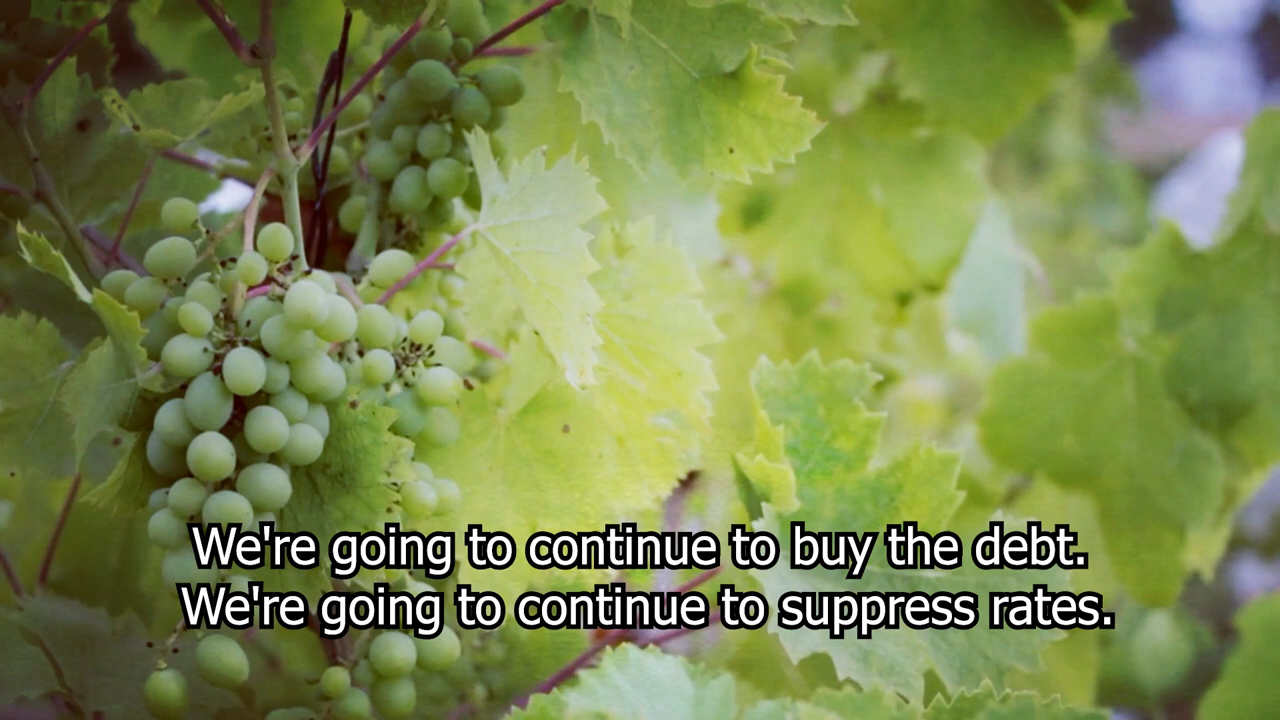 We're going to continue to buy the debt.
We're going to continue to suppress rates.